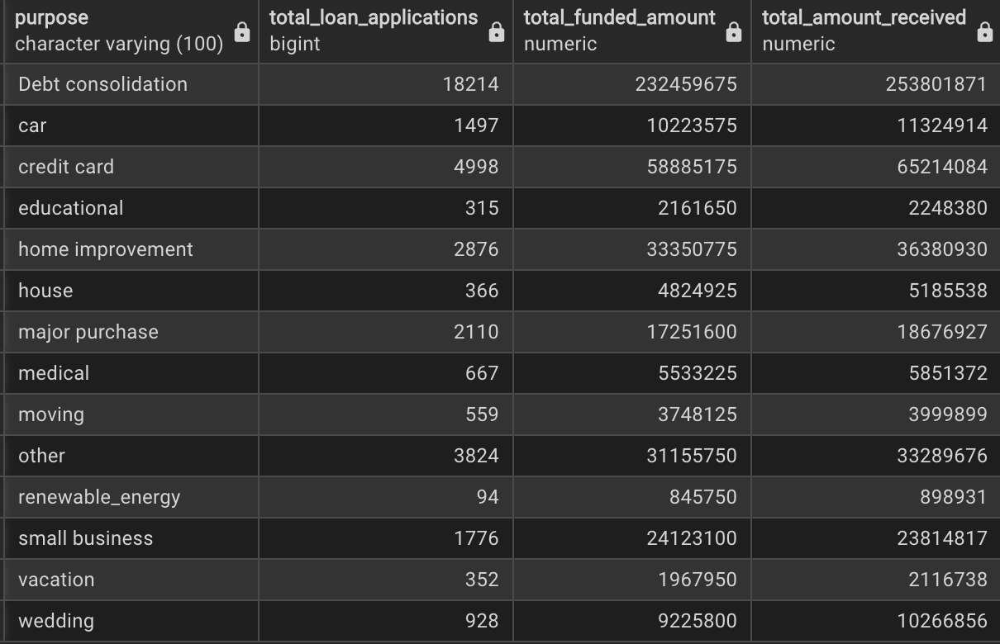 purpose total_loan_applications total_funded_amount total_amount_received
character varying (100) bigint numeric numeric
Debt consolidation 18214 232459675 253801871
car 1497 10223575 11324914
credit card 4998 58885175 65214084
educational 315 2161650 2248380
home improvement 2876 33350775 36380930
house 366 4824925 5185538
major purchase 2110 17251600 18676927
medical 667 5533225 5851372
moving 559 3748125 3999899
other 3824 31155750 33289676
renewable_energy 94 845750 898931
small business 1776 24123100 23814817
vacation 352 1967950 2116738
wedding 928 9225800 10266856